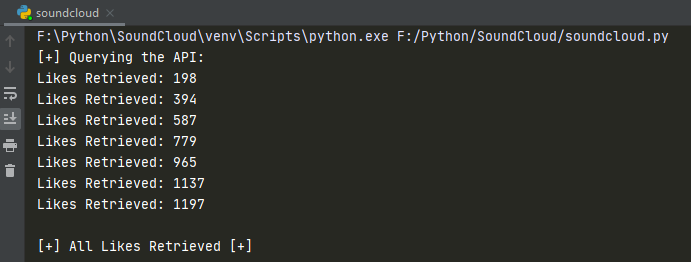 soundcloud
F:\Python\SoundCloud\venv\Scripts\python.exe F:/Python/SoundCloud/soundcloud.py
[+] Querying the API:
Likes Retrieved: 198
Likes Retrieved: 394
Likes Retrieved: 587
Likes Retrieved: 779
Likes Retrieved: 965
Likes Retrieved: 1137
Likes Retrieved: 1197
[+] All Likes Retrieved [+]